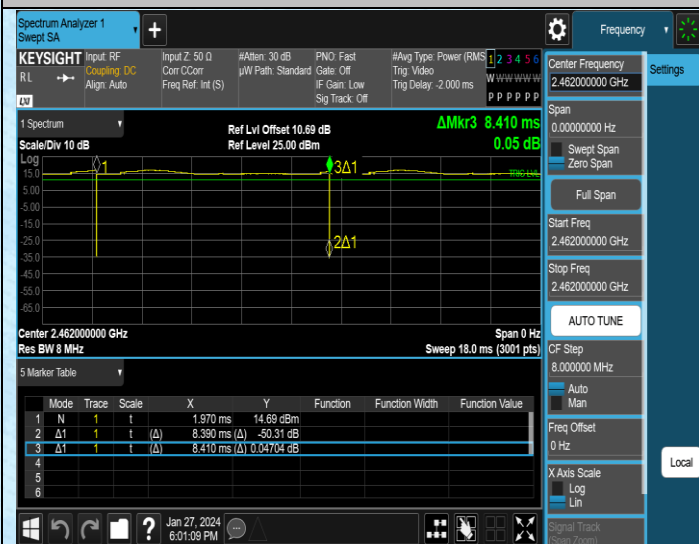 Spectrum Analyzer 1
Swept SA
+
Frequency
KEYSIGHT
RL
LXI
Input: RF
Coupling: DC
Align: Auto
Input Z: 50 Ω
Corr CCorr
Freq Ref: Int (S)
#Atten: 30 dB
µW Path: Standard
PNO: Fast
Gate: Off
IF Gain: Low
Sig Track: Off
#Avg Type: Power (RMS
Trig: Video
Trig Delay: -2.000 ms
1 2 3 4 5 6
W W W W W W
P P P P P P
1 Spectrum
Scale/Div 10 dB
Ref Lvl Offset 10.69 dB
Ref Level 25.00 dBm
ΔMkr3 8.410 ms
0.05 dB
Log
15.0
5.00
-5.00
-15.0
-25.0
-35.0
-45.0
-55.0
-65.0
1
3Δ1
TRIG LVL
2Δ1
Center 2.462000000 GHz
Res BW 8 MHz
Span 0 Hz
Sweep 18.0 ms (3001 pts)
5 Marker Table
Mode Trace Scale X Y Function Function Width Function Value
1 N 1 t 1.970 ms 14.69 dBm
2 Δ1 1 t (Δ) 8.390 ms (Δ) -50.31 dB
3 Δ1 1 t (Δ) 8.410 ms (Δ) 0.04704 dB
4
5
6
Jan 27, 2024
6:01:09 PM
?
Center Frequency
2.462000000 GHz
Span
0.00000000 Hz
Swept Span
Zero Span
Full Span
Start Freq
2.462000000 GHz
Stop Freq
2.462000000 GHz
AUTO TUNE
CF Step
8.000000 MHz
Auto
Man
Freq Offset
0 Hz
X Axis Scale
Log
Lin
Signal Track
(Span Zoom)
Settings
Local